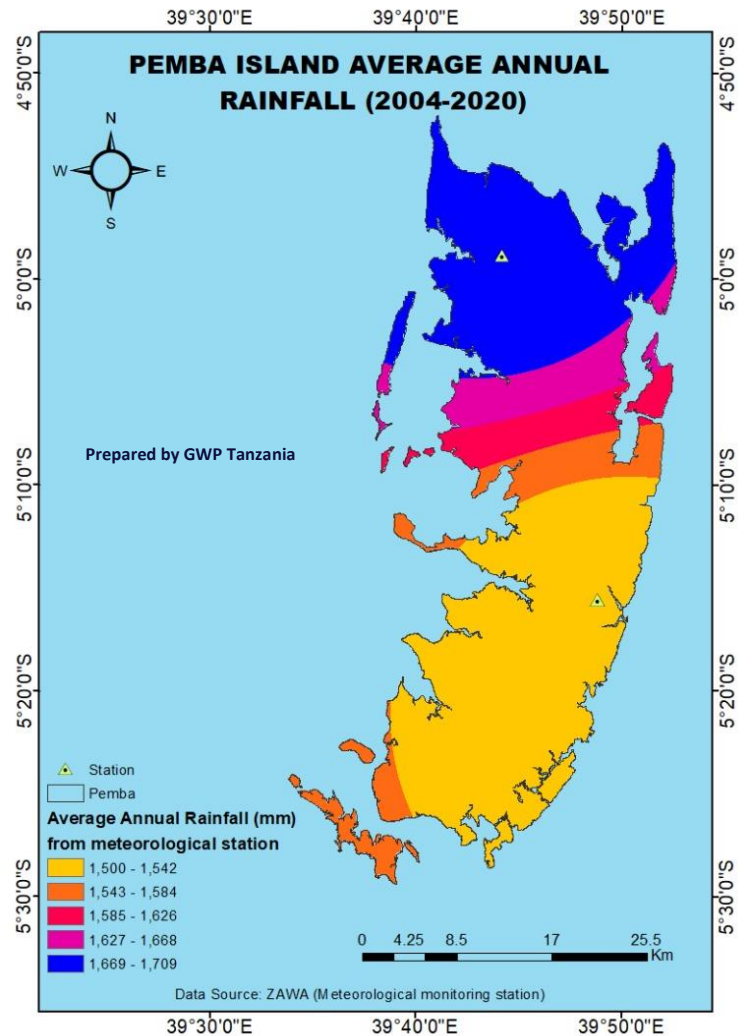 39°30'0"E 39°40'0"E 39°50'0"E
PEMBA ISLAND AVERAGE ANNUAL
RAINFALL (2004-2020)
4°50'0"S 4°50'0"S
N
W E
S
5°0'0"S 5°0'0"S
Prepared by GWP Tanzania
5°10'0"S 5°10'0"S
5°20'0"S 5°20'0"S
Station
Pemba
Average Annual Rainfall (mm)
from meteorological station
1,500 - 1,542
1,543 - 1,584
1,585 - 1,626
1,627 - 1,668
1,669 - 1,709
5°30'0"S 5°30'0"S
0 4.25 8.5 17 25.5
Km
Data Source: ZAWA (Meteorological monitoring station)
39°30'0"E 39°40'0"E 39°50'0"E